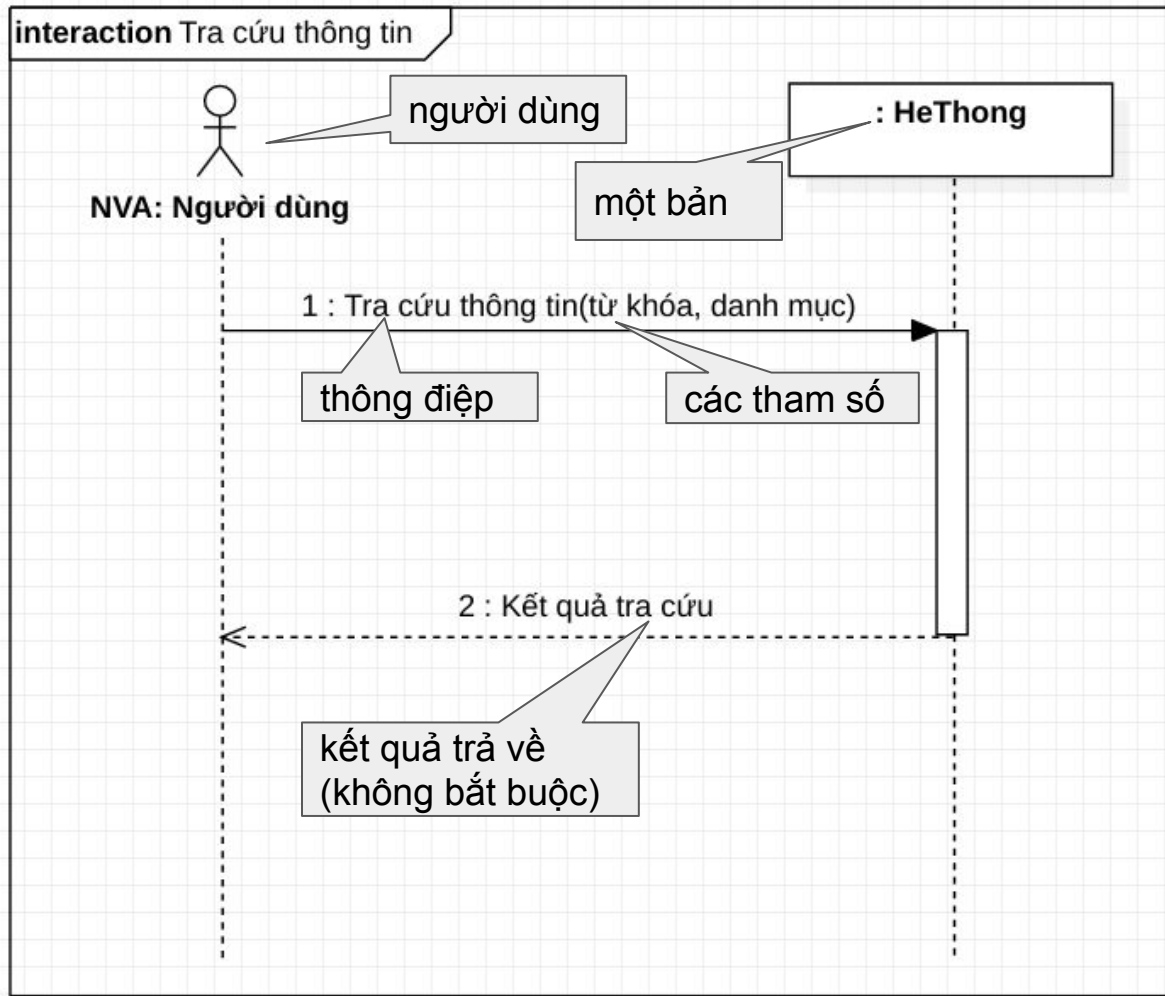 interaction Tra cứu thông tin
người dùng
: HeThong
một bản
NVA: Người dùng
1 : Tra cứu thông tin(từ khóa, danh mục)
thông điệp
các tham số
2 : Kết quả tra cứu
kết quả trả về
(không bắt buộc)